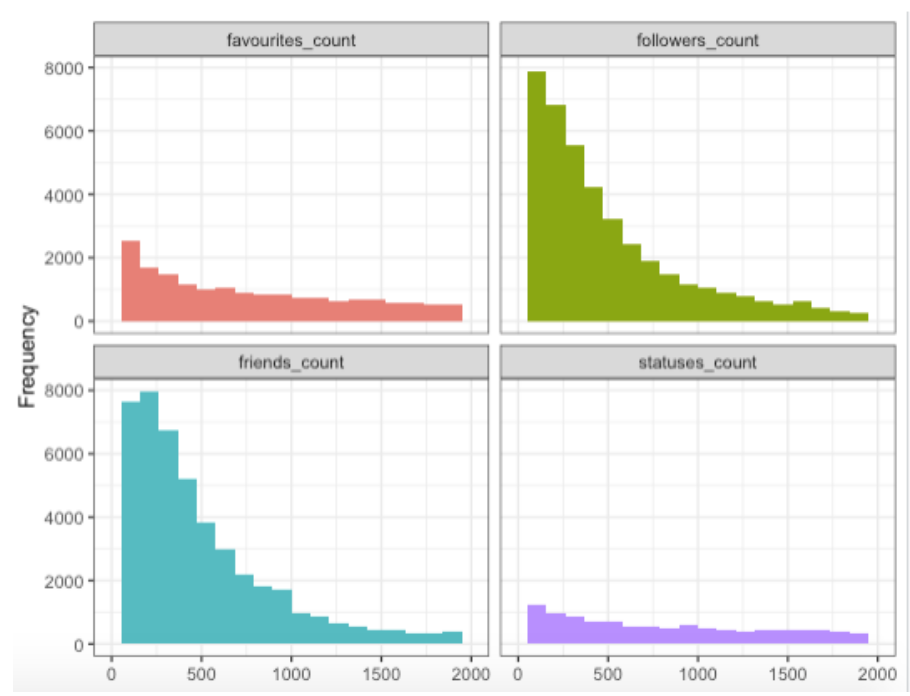 favourites_count followers_count
8000
6000
4000
2000
0
Frequency
friends_count statuses_count
8000
6000
4000
2000
0
0 500 1000 1500 2000 0 500 1000 1500 2000